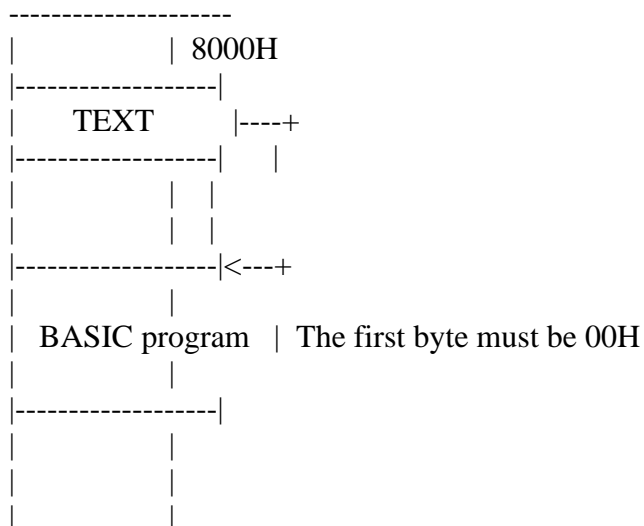 ---------------------
|                   | 8000H
|-------------------|
|       TEXT        |----+
|-------------------|    |
|                   |    |
|                   |    |
|-------------------|<---+
|                   |
|   BASIC program   | The first byte must be 00H
|                   |
|-------------------|
|                   |
|                   |
|                   |